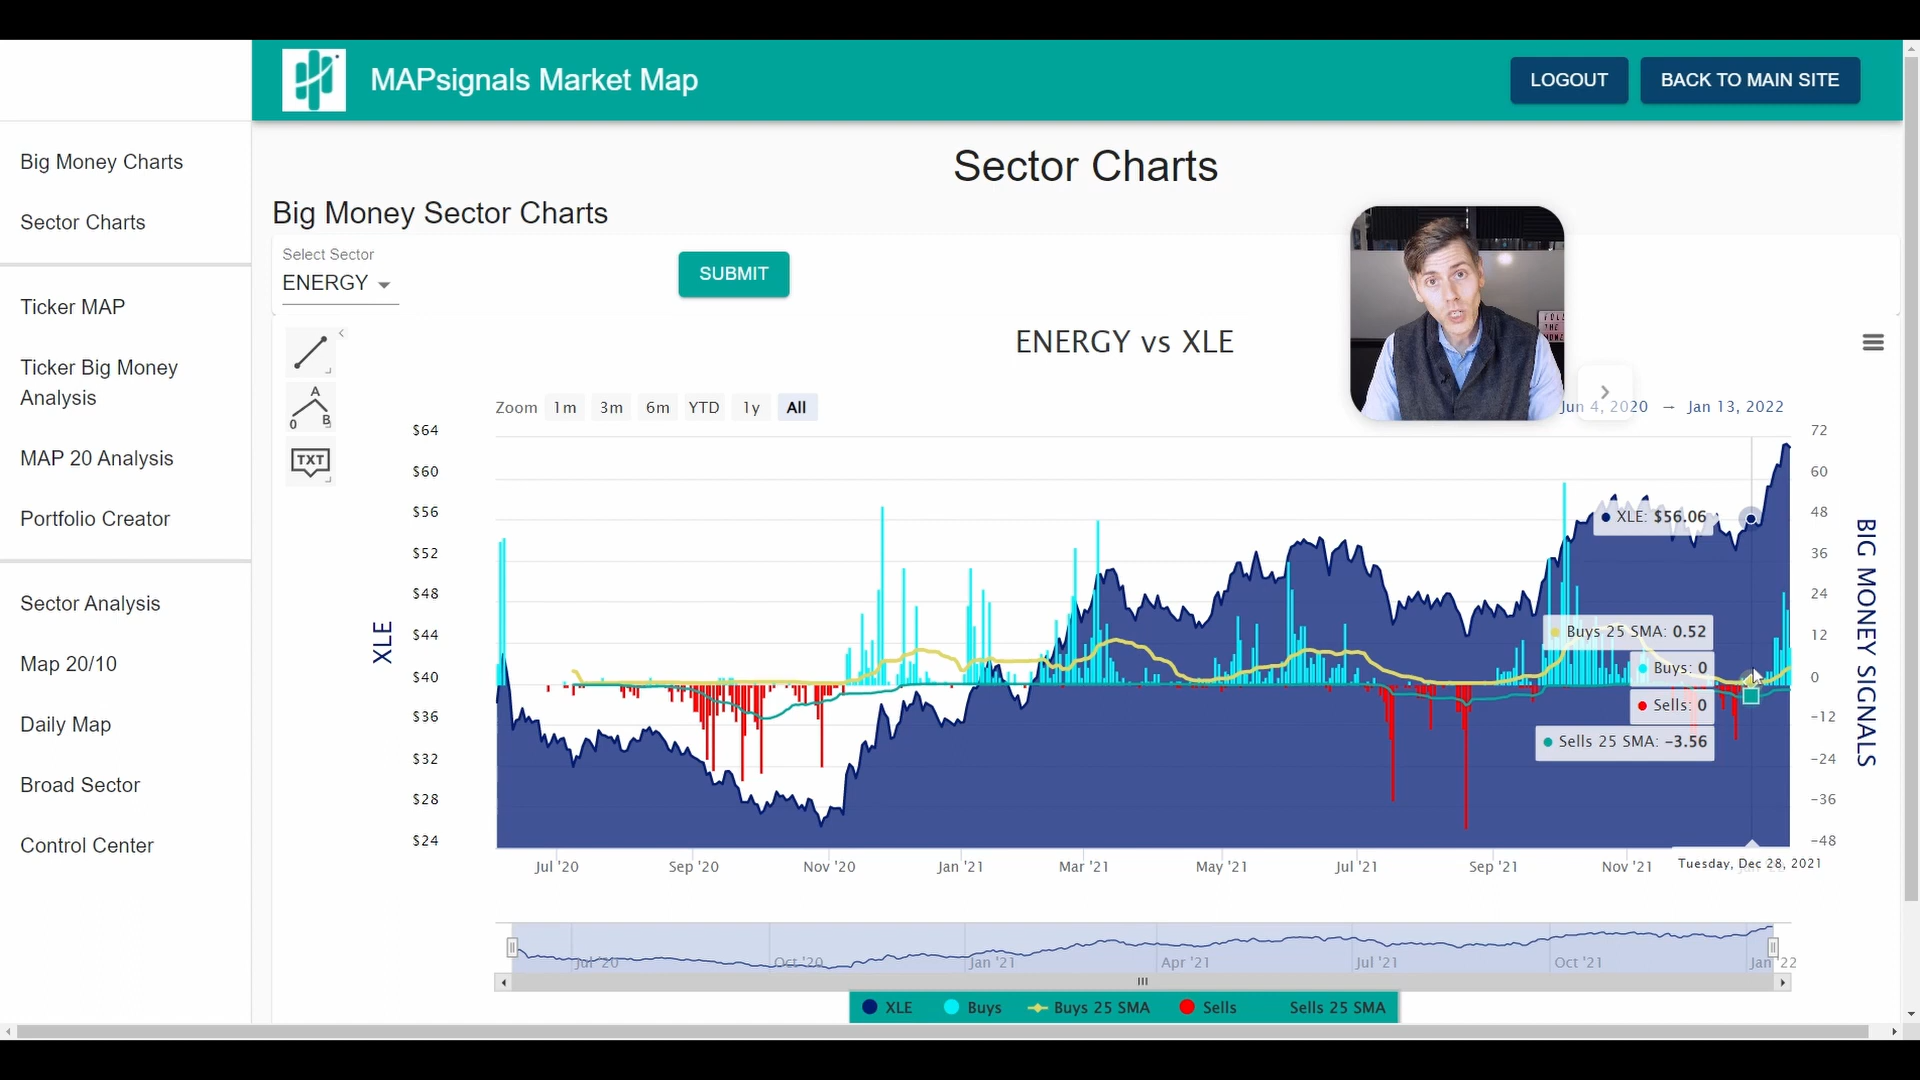 MAPsignals Market Map
LOGOUT
BACK TO MAIN SITE
Big Money Charts
Sector Charts
Ticker MAP
Ticker Big Money
Analysis
MAP 20 Analysis
Portfolio Creator
Sector Analysis
Map 20/10
Daily Map
Broad Sector
Control Center
Sector Charts
Big Money Sector Charts
Select Sector
ENERGY
SUBMIT
ENERGY vs XLE
A
0 B
TXT
Zoom 1m 3m 6m YTD 1y All
Jun 4, 2020 → Jan 13, 2022
$64
$60
$56
$52
$48
$44
$40
$36
$32
$28
$24
XLE
72
60
48
36
24
12
0
-12
-24
-36
-48
BIG MONEY SIGNALS
XLE: $56.06
Buys 25 SMA: 0.52
Buys: 0
Sells: 0
Sells 25 SMA: -3.56
Jul '20 Sep '20 Nov '20 Jan '21 Mar '21 May '21 Jul '21 Sep '21 Nov '21
Tuesday, Dec 28, 2021
Jul '20 Oct '20 Jan '21 Apr '21 Jul '21 Oct '21 Jan '22
XLE Buys Buys 25 SMA Sells Sells 25 SMA